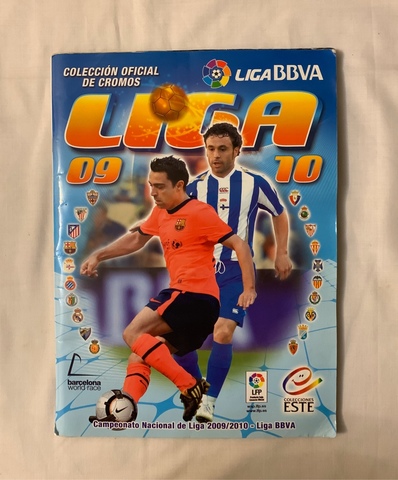 COLECCIÓN OFICIAL
DE CROMOS
LIGA BBVA
LIGA
09 10
barcelona
world race
LFP
COLECCIONES
ESTE
Campeonato Nacional de Liga 2009/2010 - Liga BBVA